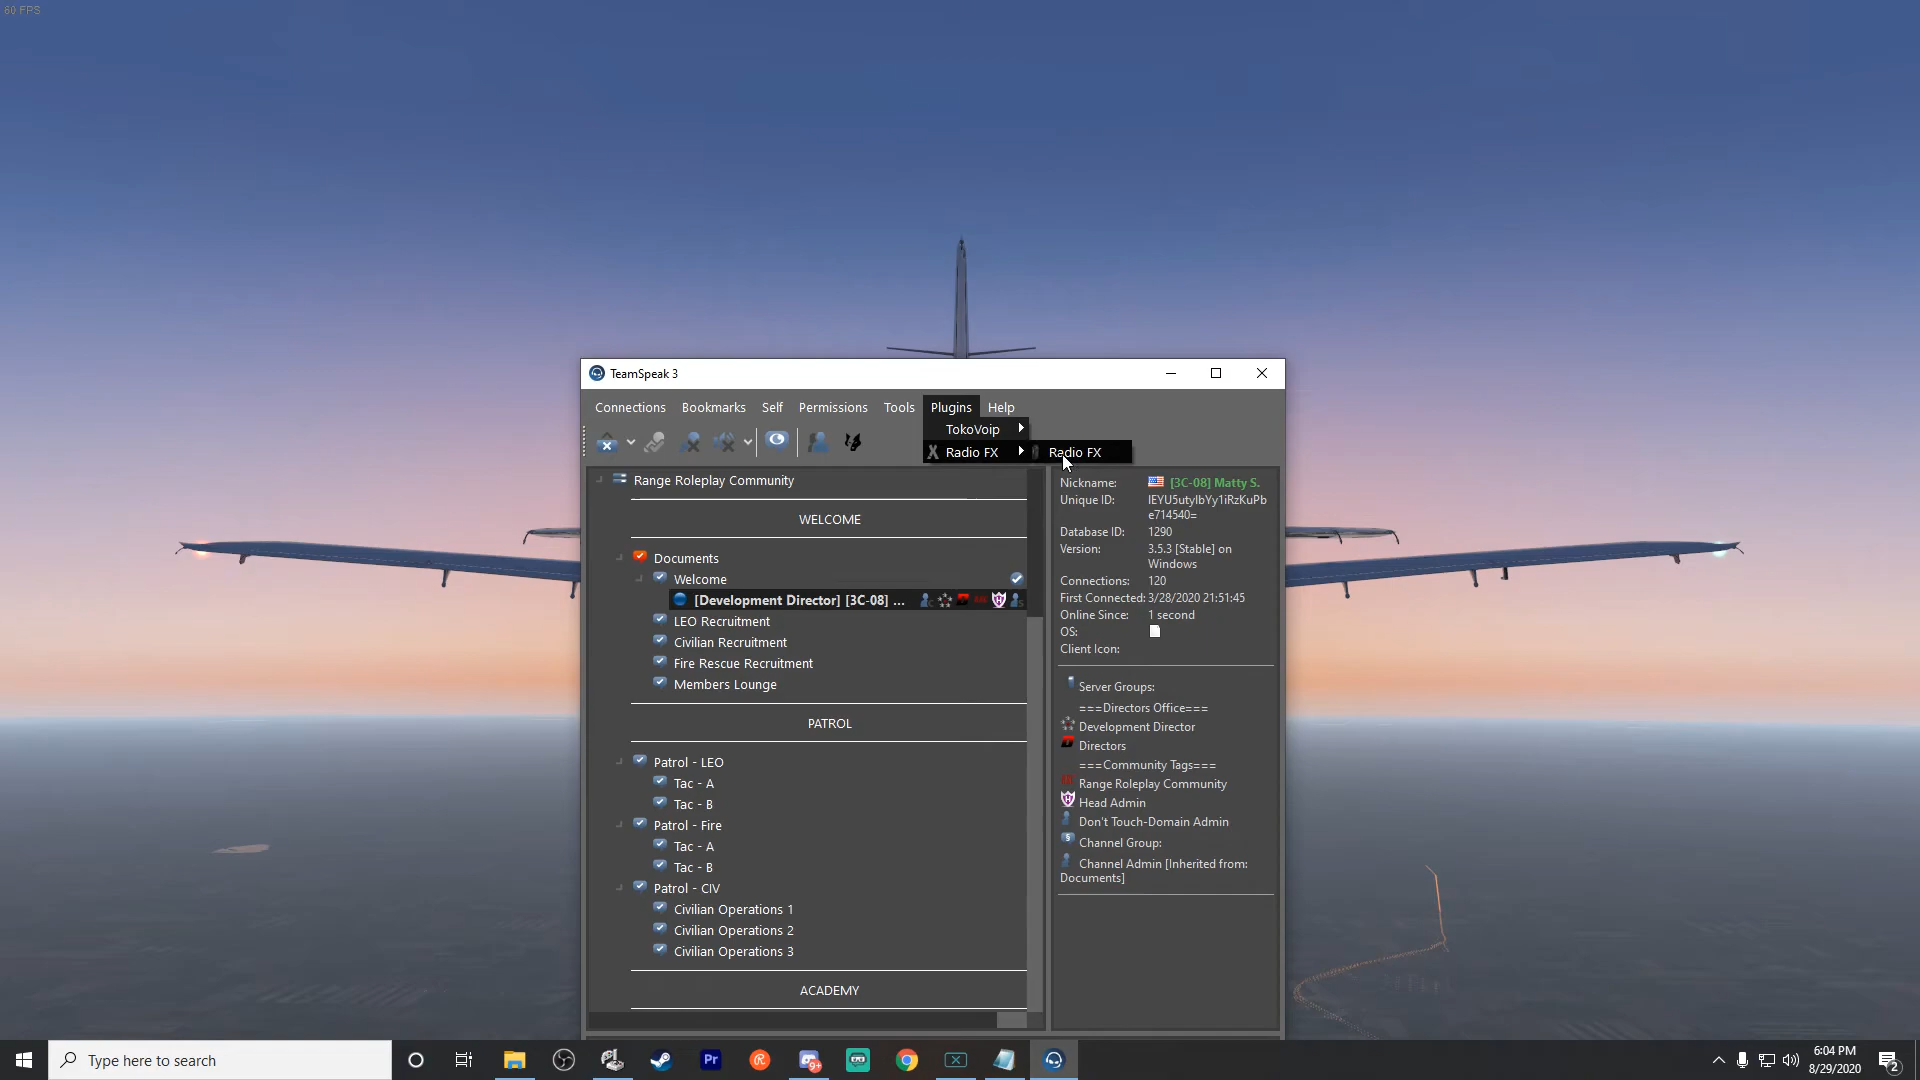 60 FPS
TeamSpeak 3
Connections Bookmarks Self Permissions Tools Plugins Help
TokoVoip
Radio FX
Radio FX
Range Roleplay Community
WELCOME
Documents
Welcome
[Development Director] [3C-08] ...
LEO Recruitment
Civilian Recruitment
Fire Rescue Recruitment
Members Lounge
PATROL
Patrol - LEO
Tac - A
Tac - B
Patrol - Fire
Tac - A
Tac - B
Patrol - CIV
Civilian Operations 1
Civilian Operations 2
Civilian Operations 3
ACADEMY
Nickname: [3C-08] Matty S.
Unique ID: IEYU5utylbYy1iRzKuPb
e714540=
Database ID: 1290
Version: 3.5.3 [Stable] on
Windows
Connections: 120
First Connected: 3/28/2020 21:51:45
Online Since: 1 second
OS:
Client Icon:
Server Groups:
===Directors Office===
Development Director
Directors
===Community Tags===
Range Roleplay Community
Head Admin
Don't Touch-Domain Admin
Channel Group:
Channel Admin [Inherited from:
Documents]
Type here to search
Pr
6:04 PM
8/29/2020
2